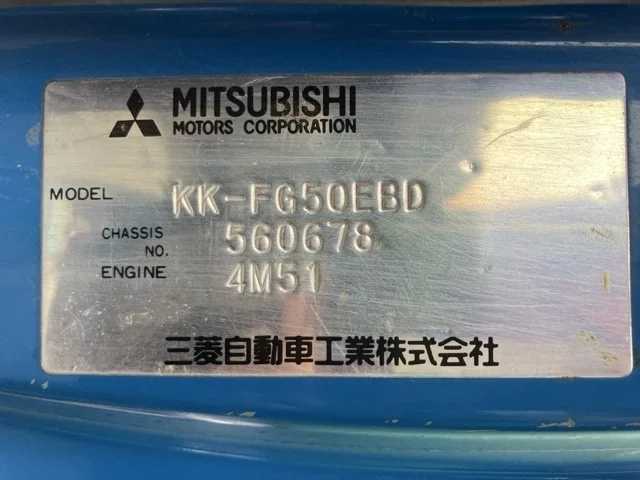 MITSUBISHI
MOTORS CORPORATION
MODEL KK-FG50EBD
CHASSIS NO. 560678
ENGINE 4M51
三菱自動車工業株式会社